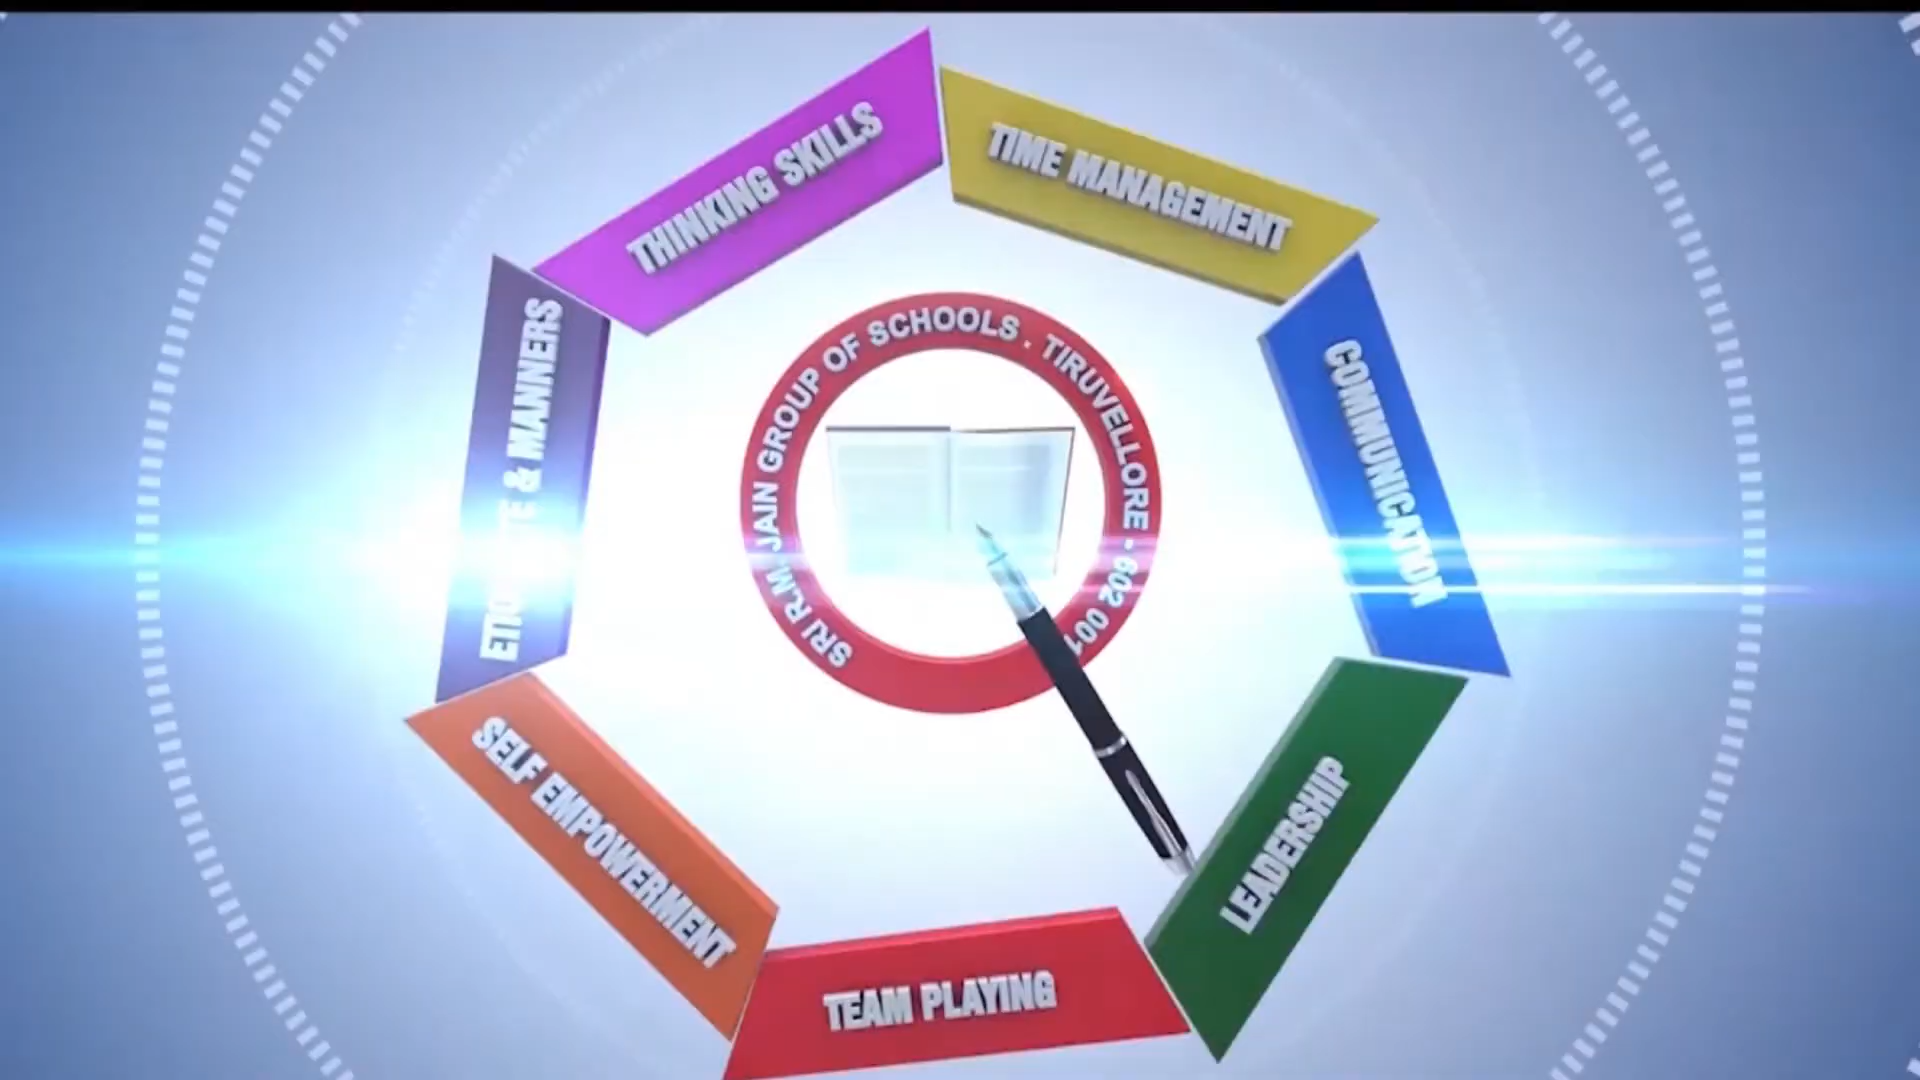 THINKING SKILLS
TIME MANAGEMENT
COMMUNICATION
LEADERSHIP
TEAM PLAYING
SELF EMPOWERMENT
& MANNERS
SRI R.M. JAIN GROUP OF SCHOOLS . TIRUVELLORE - 602 001